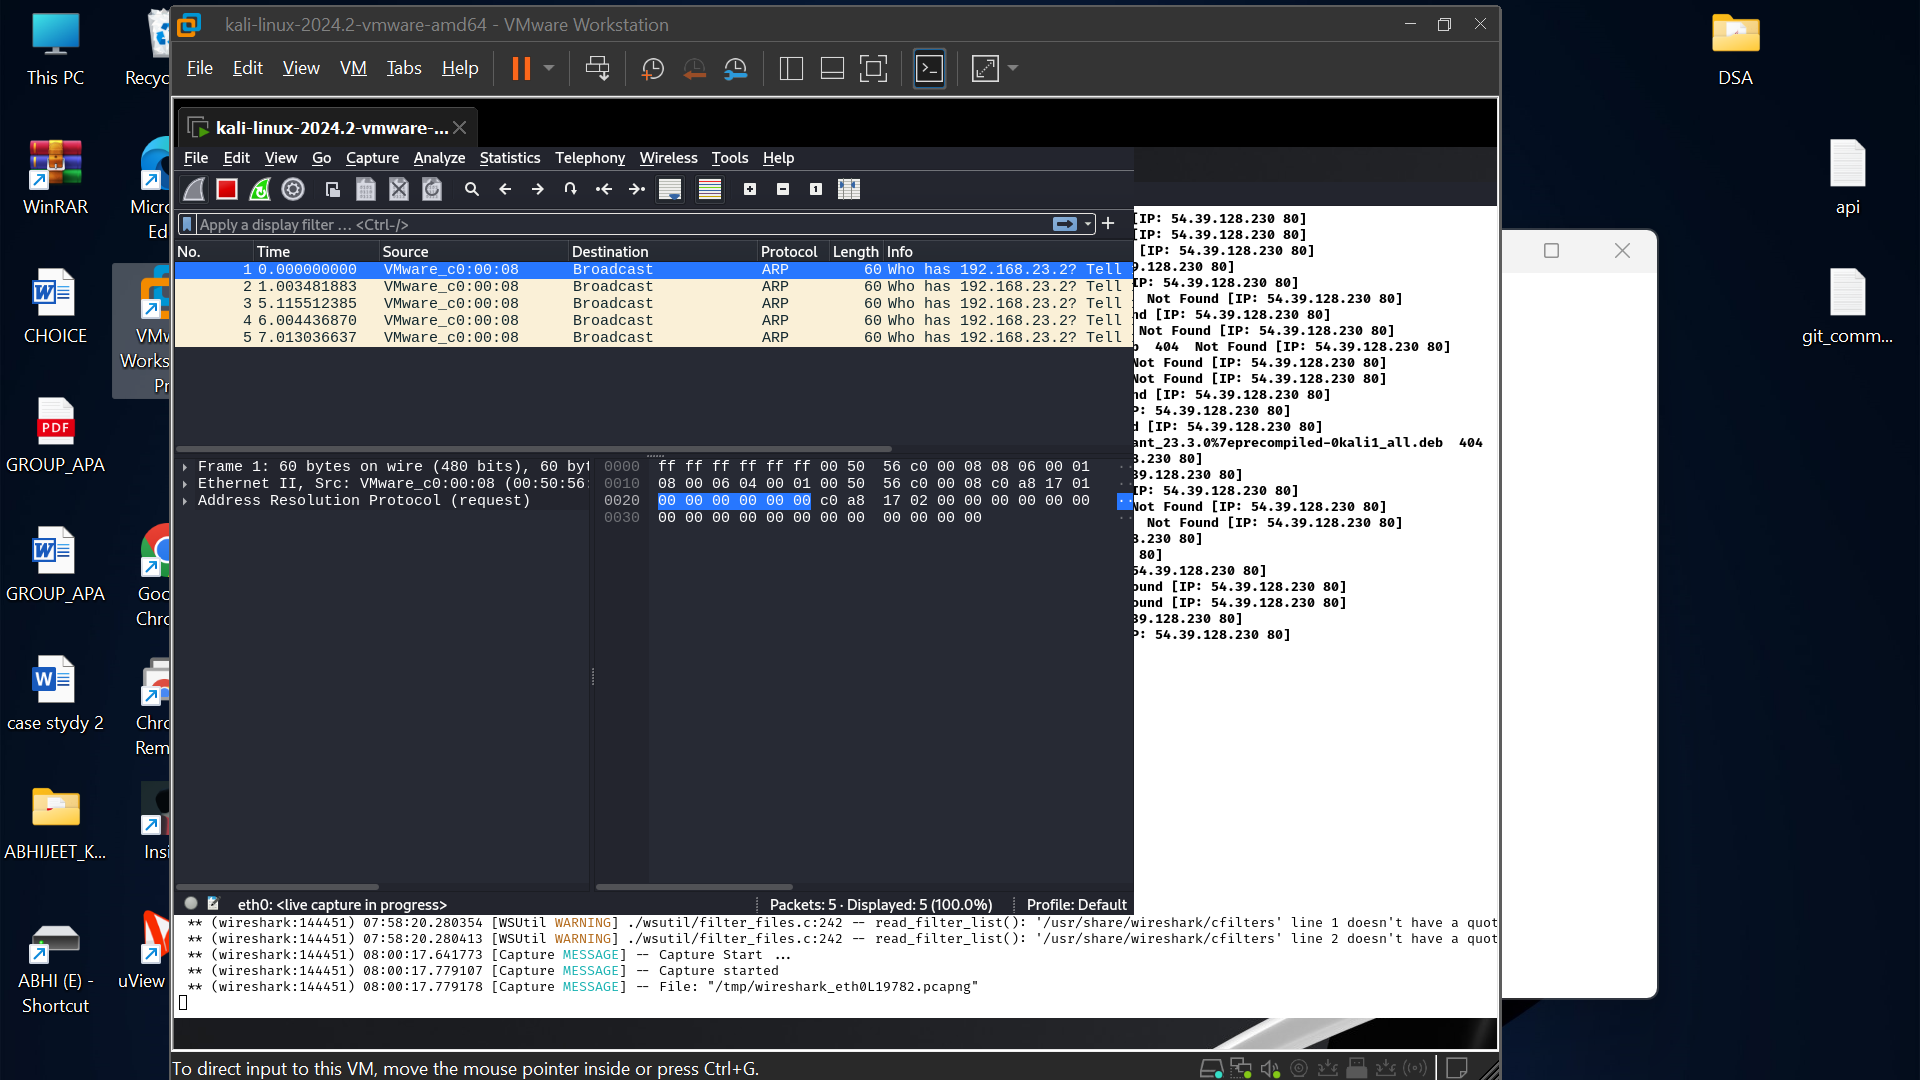 kali-linux-2024.2-vmware-amd64 - VMware Workstation
File Edit View VM Tabs Help
kali-linux-2024.2-vmware-...
File Edit View Go Capture Analyze Statistics Telephony Wireless Tools Help
Apply a display filter ... <Ctrl-/>
No. Time Source Destination Protocol Length Info
1 0.000000000 VMware_c0:00:08 Broadcast ARP 60 Who has 192.168.23.2? Tell
2 1.003481883 VMware_c0:00:08 Broadcast ARP 60 Who has 192.168.23.2? Tell
3 5.115512385 VMware_c0:00:08 Broadcast ARP 60 Who has 192.168.23.2? Tell
4 6.004436870 VMware_c0:00:08 Broadcast ARP 60 Who has 192.168.23.2? Tell
5 7.013036637 VMware_c0:00:08 Broadcast ARP 60 Who has 192.168.23.2? Tell
Frame 1: 60 bytes on wire (480 bits), 60 byt
Ethernet II, Src: VMware_c0:00:08 (00:50:56:
Address Resolution Protocol (request)
0000 ff ff ff ff ff ff 00 50 56 c0 00 08 08 06 00 01
0010 08 00 06 04 00 01 00 50 56 c0 00 08 c0 a8 17 01
0020 00 00 00 00 00 00 c0 a8 17 02 00 00 00 00 00 00
0030 00 00 00 00 00 00 00 00 00 00 00 00
eth0: <live capture in progress>
Packets: 5 · Displayed: 5 (100.0%)
Profile: Default
[IP: 54.39.128.230 80]
[IP: 54.39.128.230 80]
[IP: 54.39.128.230 80]
9.128.230 80]
IP: 54.39.128.230 80]
Not Found [IP: 54.39.128.230 80]
nd [IP: 54.39.128.230 80]
Not Found [IP: 54.39.128.230 80]
404 Not Found [IP: 54.39.128.230 80]
Not Found [IP: 54.39.128.230 80]
Not Found [IP: 54.39.128.230 80]
nd [IP: 54.39.128.230 80]
P: 54.39.128.230 80]
d [IP: 54.39.128.230 80]
ant_23.3.0%7eprecompiled-0kali1_all.deb 404
3.230 80]
39.128.230 80]
IP: 54.39.128.230 80]
Not Found [IP: 54.39.128.230 80]
Not Found [IP: 54.39.128.230 80]
3.230 80]
80]
54.39.128.230 80]
ound [IP: 54.39.128.230 80]
ound [IP: 54.39.128.230 80]
39.128.230 80]
P: 54.39.128.230 80]
** (wireshark:144451) 07:58:20.280354 [WSUtil WARNING] ./wsutil/filter_files.c:242 -- read_filter_list(): '/usr/share/wireshark/cfilters' line 1 doesn't have a quot
** (wireshark:144451) 07:58:20.280413 [WSUtil WARNING] ./wsutil/filter_files.c:242 -- read_filter_list(): '/usr/share/wireshark/cfilters' line 2 doesn't have a quot
** (wireshark:144451) 08:00:17.641773 [Capture MESSAGE] -- Capture Start ...
** (wireshark:144451) 08:00:17.779107 [Capture MESSAGE] -- Capture started
** (wireshark:144451) 08:00:17.779178 [Capture MESSAGE] -- File: "/tmp/wireshark_eth0L19782.pcapng"
To direct input to this VM, move the mouse pointer inside or press Ctrl+G.
This PC
Recyc
WinRAR
Micro
Ed
CHOICE
VMw
Works
Pr
PDF
GROUP_APA
GROUP_APA
Goo
Chro
case stydy 2
Chro
Rem
ABHIJEET_K...
Insi
ABHI (E) -
Shortcut
uView
DSA
api
git_comm...